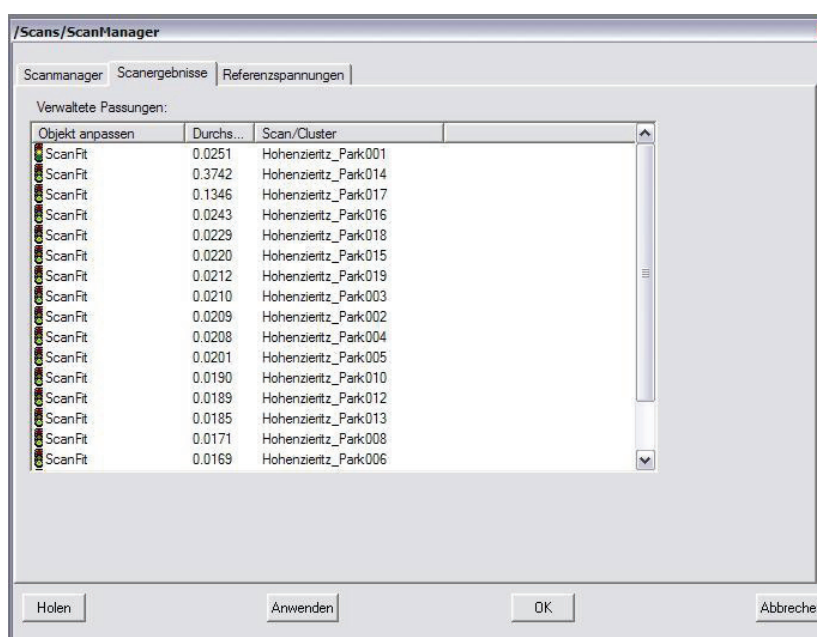 /Scans/ScanManager
Scanmanager Scanergebnisse Referenzspannungen
Verwaltete Passungen:
Objekt anpassen Durchs... Scan/Cluster
ScanFit 0.0251 Hohenzieritz_Park001
ScanFit 0.3742 Hohenzieritz_Park014
ScanFit 0.1346 Hohenzieritz_Park017
ScanFit 0.0243 Hohenzieritz_Park016
ScanFit 0.0229 Hohenzieritz_Park018
ScanFit 0.0220 Hohenzieritz_Park015
ScanFit 0.0212 Hohenzieritz_Park019
ScanFit 0.0210 Hohenzieritz_Park003
ScanFit 0.0209 Hohenzieritz_Park002
ScanFit 0.0208 Hohenzieritz_Park004
ScanFit 0.0201 Hohenzieritz_Park005
ScanFit 0.0190 Hohenzieritz_Park010
ScanFit 0.0189 Hohenzieritz_Park012
ScanFit 0.0185 Hohenzieritz_Park013
ScanFit 0.0171 Hohenzieritz_Park008
ScanFit 0.0169 Hohenzieritz_Park006
Holen Anwenden OK Abbreche